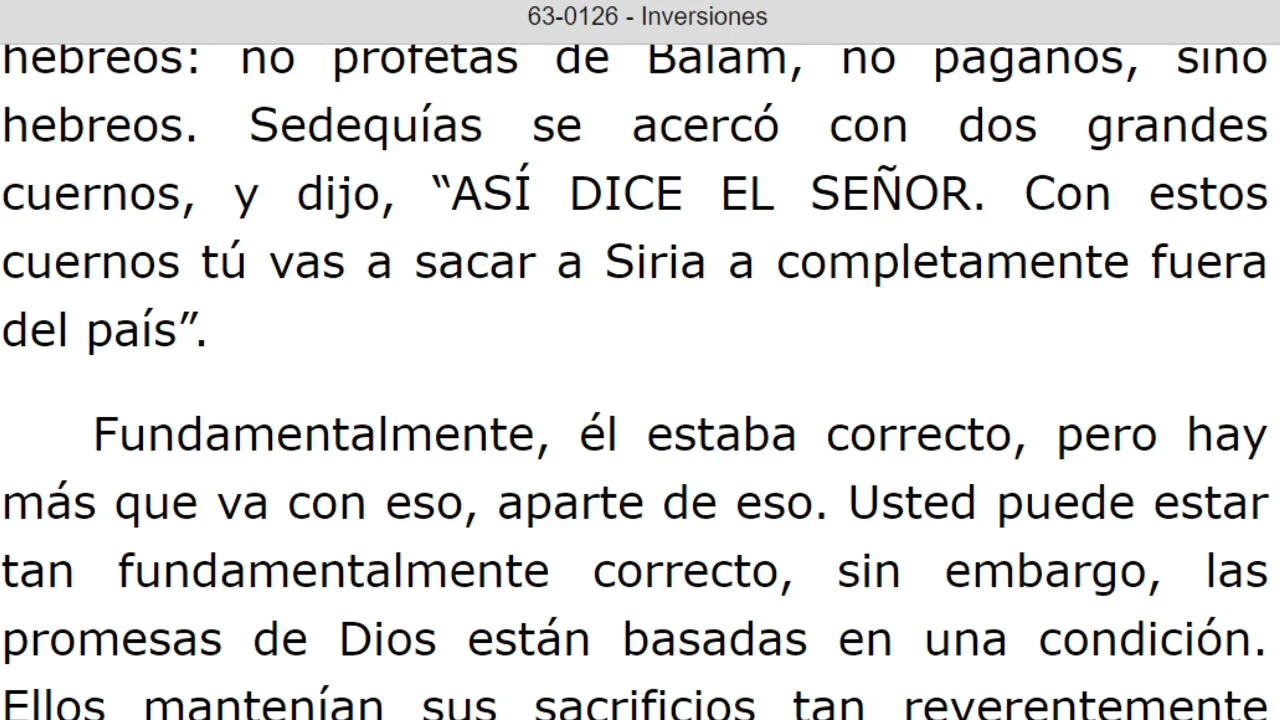 63-0126 - Inversiones
hebreos: no profetas de Balam, no paganos, sino
hebreos. Sedequías se acercó con dos grandes
cuernos, y dijo, “ASÍ DICE EL SEÑOR. Con estos
cuernos tú vas a sacar a Siria a completamente fuera
del país”.
Fundamentalmente, él estaba correcto, pero hay
más que va con eso, aparte de eso. Usted puede estar
tan fundamentalmente correcto, sin embargo, las
promesas de Dios están basadas en una condición.
Ellos mantenían sus sacrificios tan reverentemente